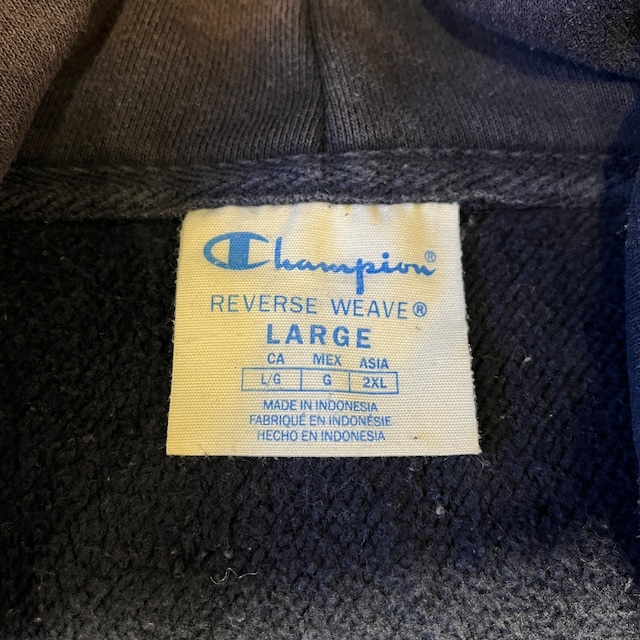 Champion®
REVERSE WEAVE®
LARGE
CA MEX ASIA
L/G G 2XL
MADE IN INDONESIA
FABRIQUÉ EN INDONÉSIE
HECHO EN INDONESIA